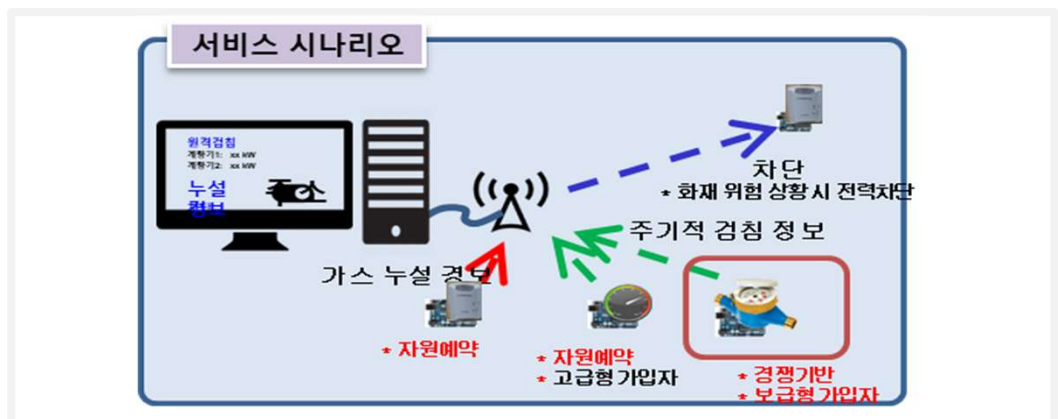 서비스 시나리오
원격검침
계량기1: xx kW
계량기2: xx kW
누설
경보
차단
* 화재 위험 상황 시 전력차단
주기적 검침 정보
가스 누설 경보
* 자원예약
* 자원예약
* 고급형 가입자
* 경쟁기반
* 보급형 가입자